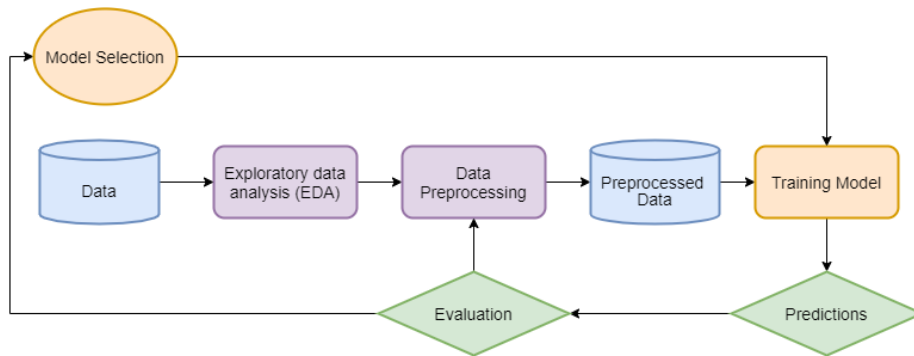 Model Selection
Data
Exploratory data
analysis (EDA)
Data
Preprocessing
Preprocessed
Data
Training Model
Evaluation
Predictions